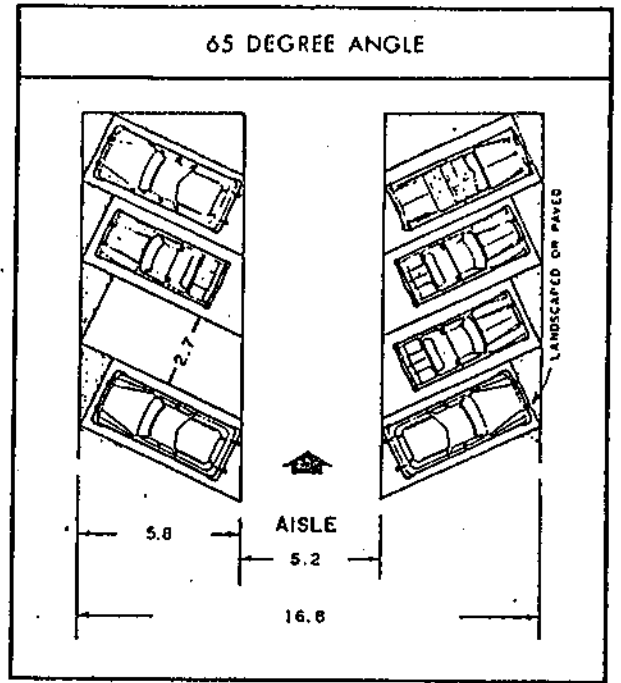 65 DEGREE ANGLE
LANDSCAPED OR PAVED
2.7
AISLE
5.8
5.2
16.8